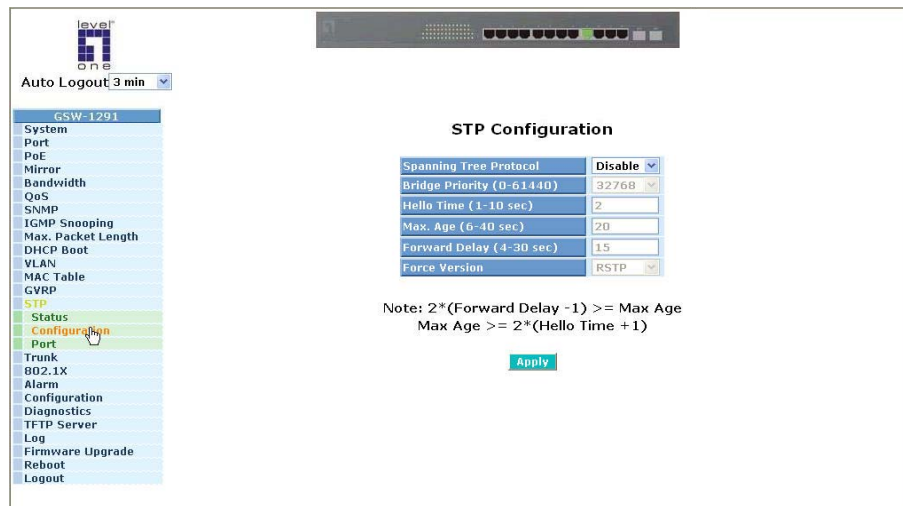 level
one
Auto Logout 3 min
GSW-1291
System
Port
PoE
Mirror
Bandwidth
QoS
SNMP
IGMP Snooping
Max. Packet Length
DHCP Boot
VLAN
MAC Table
GVRP
STP
Status
Configuration
Port
Trunk
802.1X
Alarm
Configuration
Diagnostics
TFTP Server
Log
Firmware Upgrade
Reboot
Logout
STP Configuration
Spanning Tree Protocol Disable
Bridge Priority (0-61440) 32768
Hello Time (1-10 sec) 2
Max. Age (6-40 sec) 20
Forward Delay (4-30 sec) 15
Force Version RSTP
Note: 2*(Forward Delay -1) >= Max Age
Max Age >= 2*(Hello Time +1)
Apply